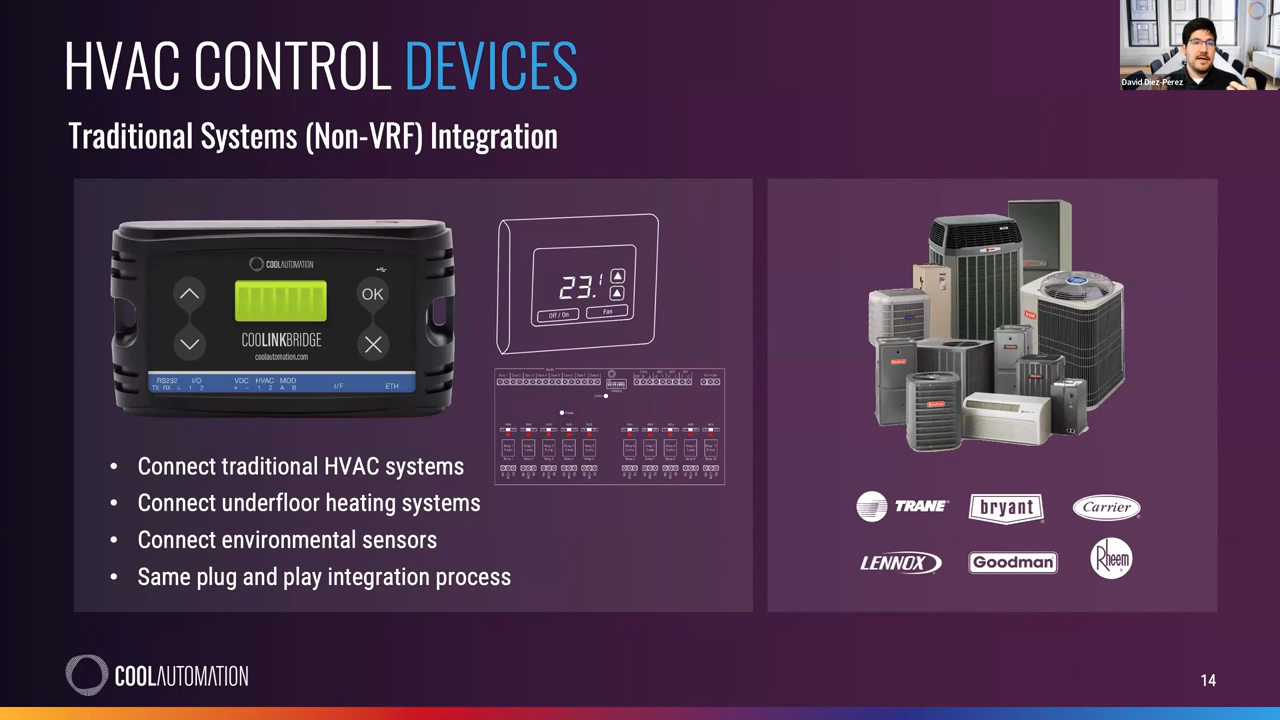 HVAC CONTROL DEVICES
David Diez-Perez
Traditional Systems (Non-VRF) Integration
COOLAUTOMATION
OK
COOLINKBRIDGE
coolautomation.com
RS232 I/O VDC HVAC MOD
TX RX 1 2 + - 1 2 A B I/F ETH
23.1
Off / On
Fan
• Connect traditional HVAC systems
• Connect underfloor heating systems
• Connect environmental sensors
• Same plug and play integration process
TRANE
bryant
Carrier
LENNOX
Goodman
Rheem
COOLAUTOMATION
14